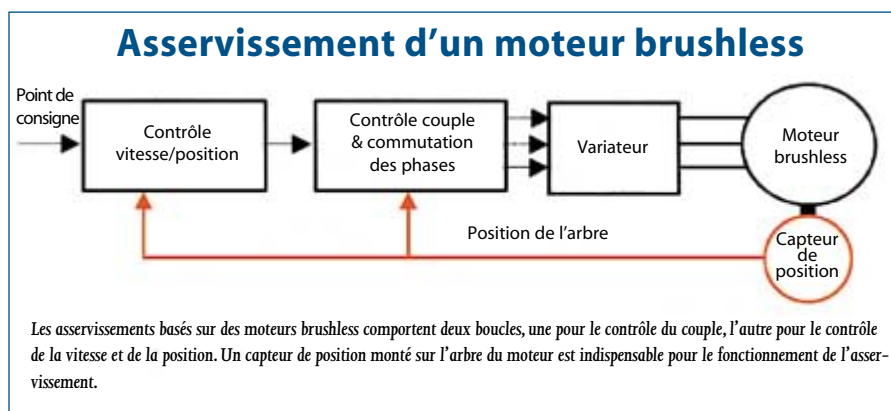 Asservissement d'un moteur brushless
Point de
consigne
Contrôle
vitesse/position
Contrôle couple
& commutation
des phases
Variateur
Moteur
brushless
Position de l'arbre
Capteur
de
position
Les asservissements basés sur des moteurs brushless comportent deux boucles, une pour le contrôle du couple, l'autre pour le contrôle
de la vitesse et de la position. Un capteur de position monté sur l'arbre du moteur est indispensable pour le fonctionnement de l'asser-
vissement.